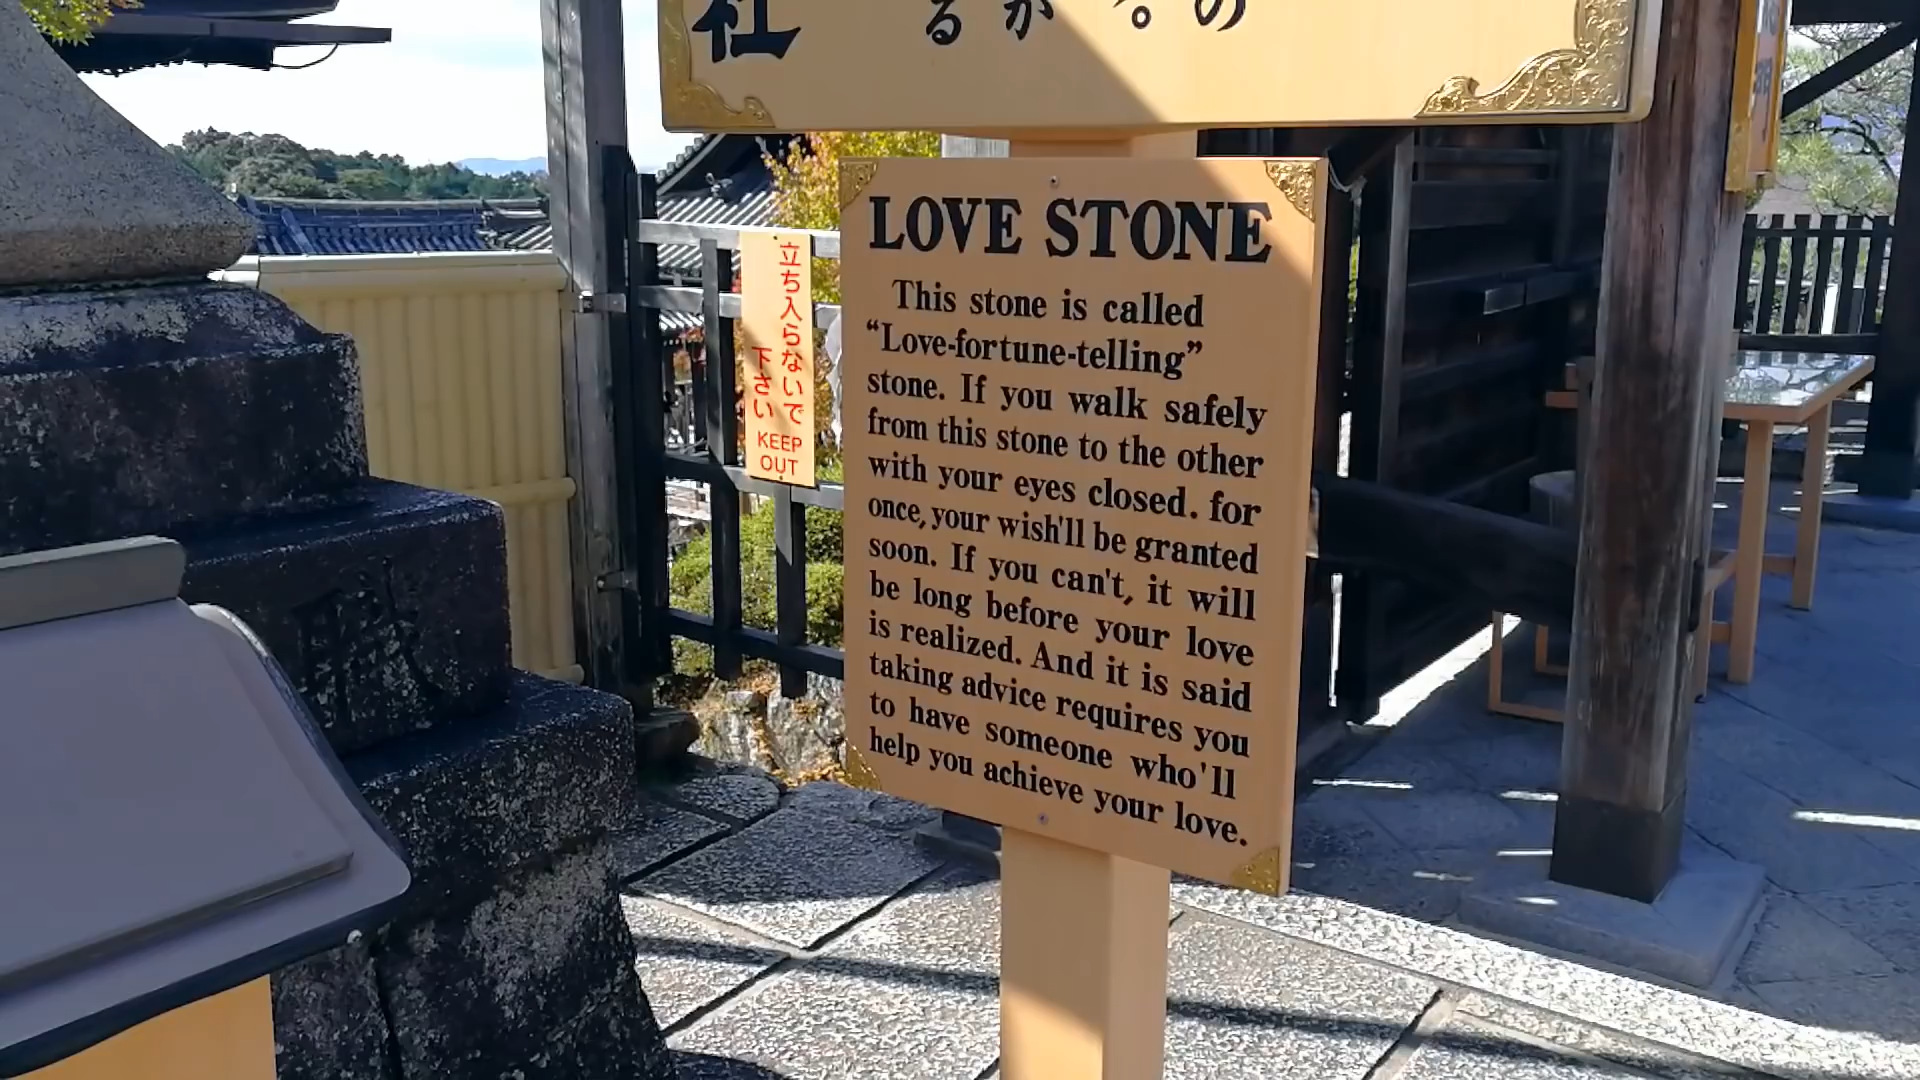 社
るが
。の
LOVE STONE
This stone is called
“Love-fortune-telling”
stone. If you walk safely
from this stone to the other
with your eyes closed. for
once, your wish'll be granted
soon. If you can't, it will
be long before your love
is realized. And it is said
taking advice requires you
to have someone who'll
help you achieve your love.
立ち入らないで
下さい
KEEP
OUT